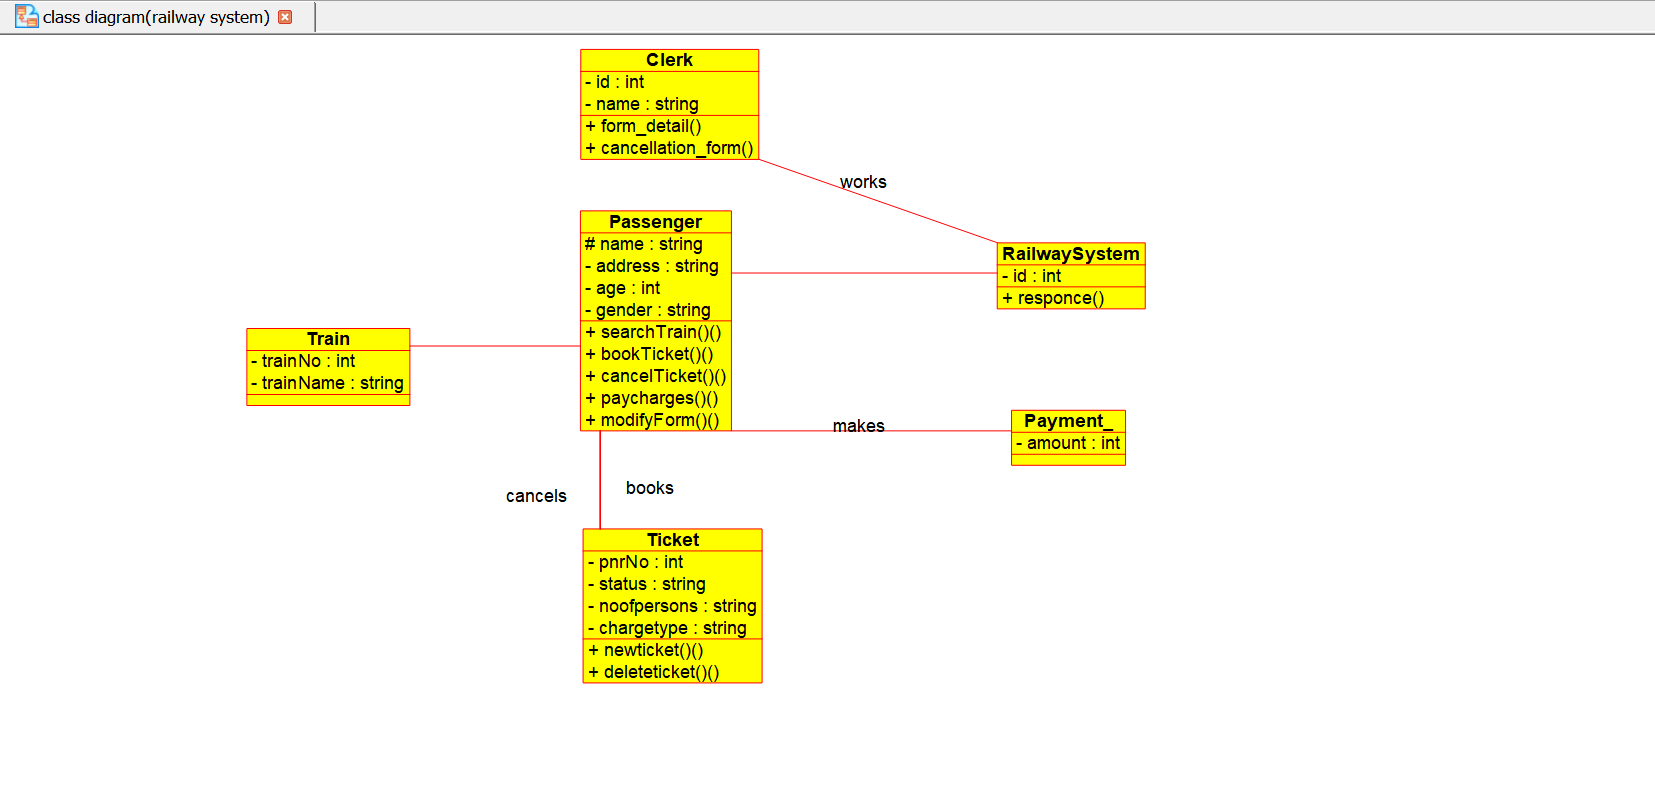 class diagram(railway system)
Clerk
- id : int
- name : string
+ form_detail()
+ cancellation_form()
works
Passenger
# name : string
- address : string
- age : int
- gender : string
+ searchTrain()()
+ bookTicket()()
+ cancelTicket()()
+ paycharges()()
+ modifyForm()()
RailwaySystem
- id : int
+ responce()
Train
- trainNo : int
- trainName : string
makes
Payment_
- amount : int
cancels
books
Ticket
- pnrNo : int
- status : string
- noofpersons : string
- chargetype : string
+ newticket()()
+ deleteticket()()